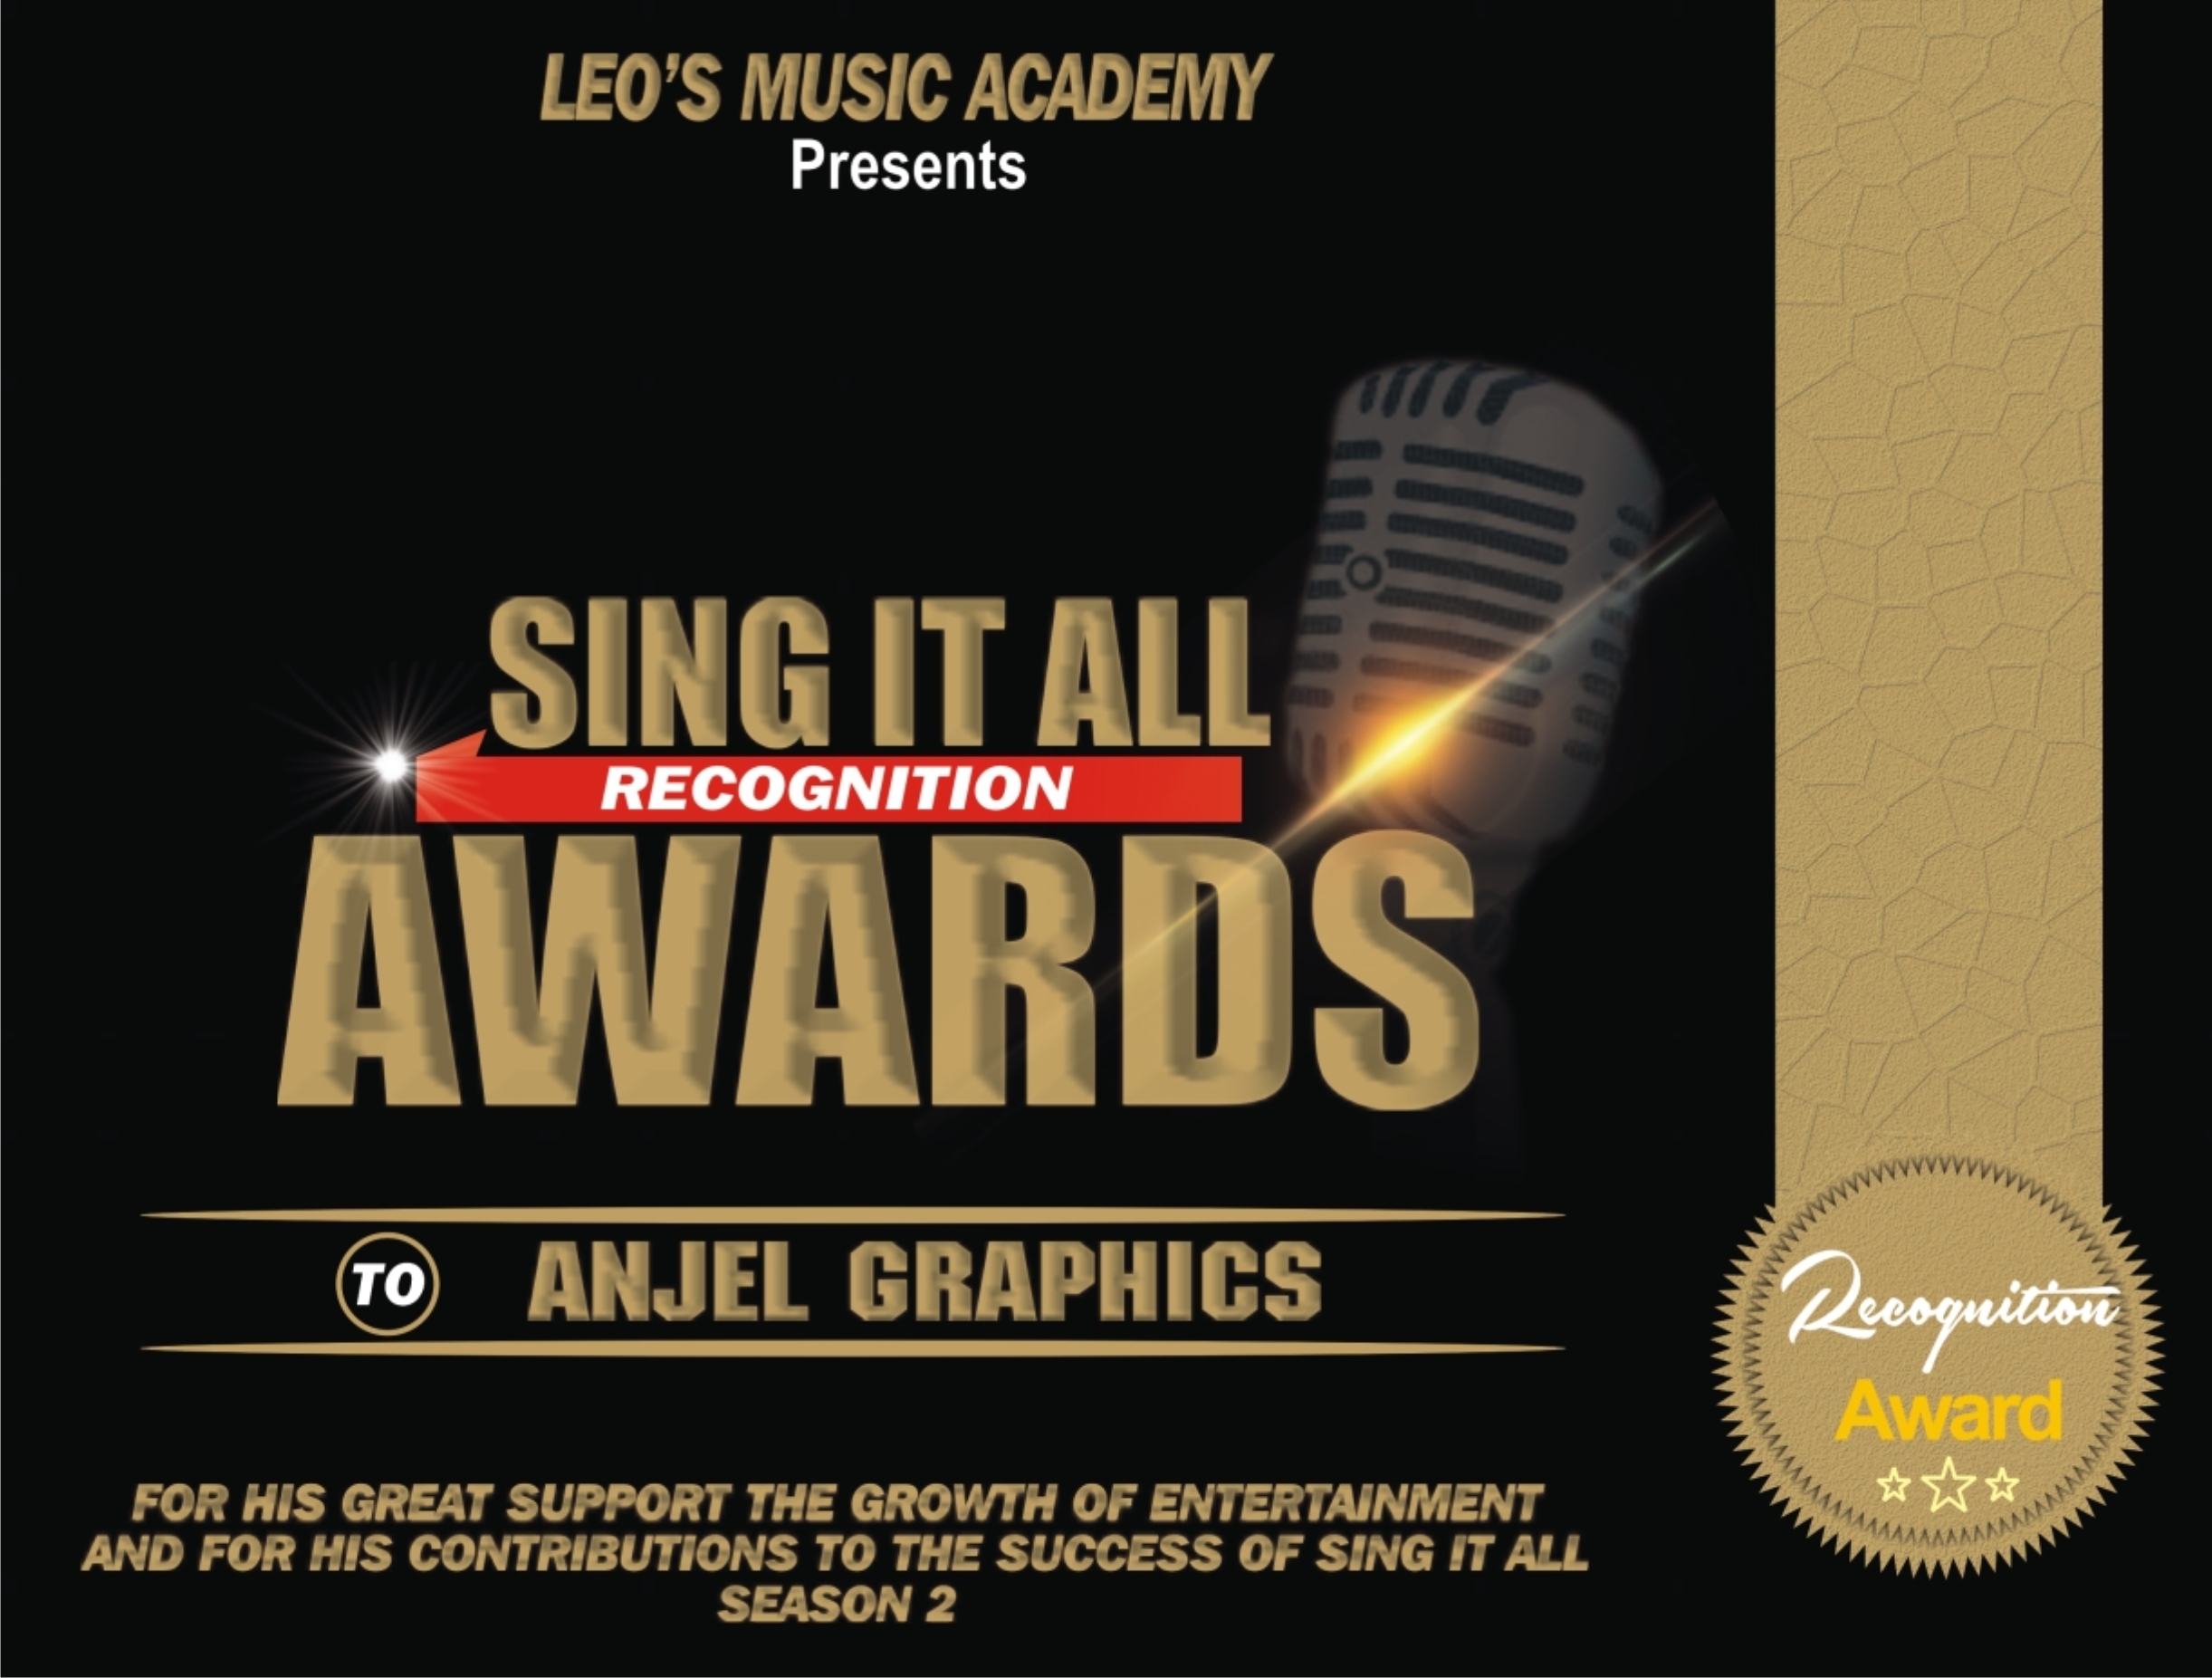 LEO'S MUSIC ACADEMY
Presents
SING IT ALL
RECOGNITION
AWARDS
TO ANJEL GRAPHICS
FOR HIS GREAT SUPPORT THE GROWTH OF ENTERTAINMENT
AND FOR HIS CONTRIBUTIONS TO THE SUCCESS OF SING IT ALL
SEASON 2
Recognition
Award